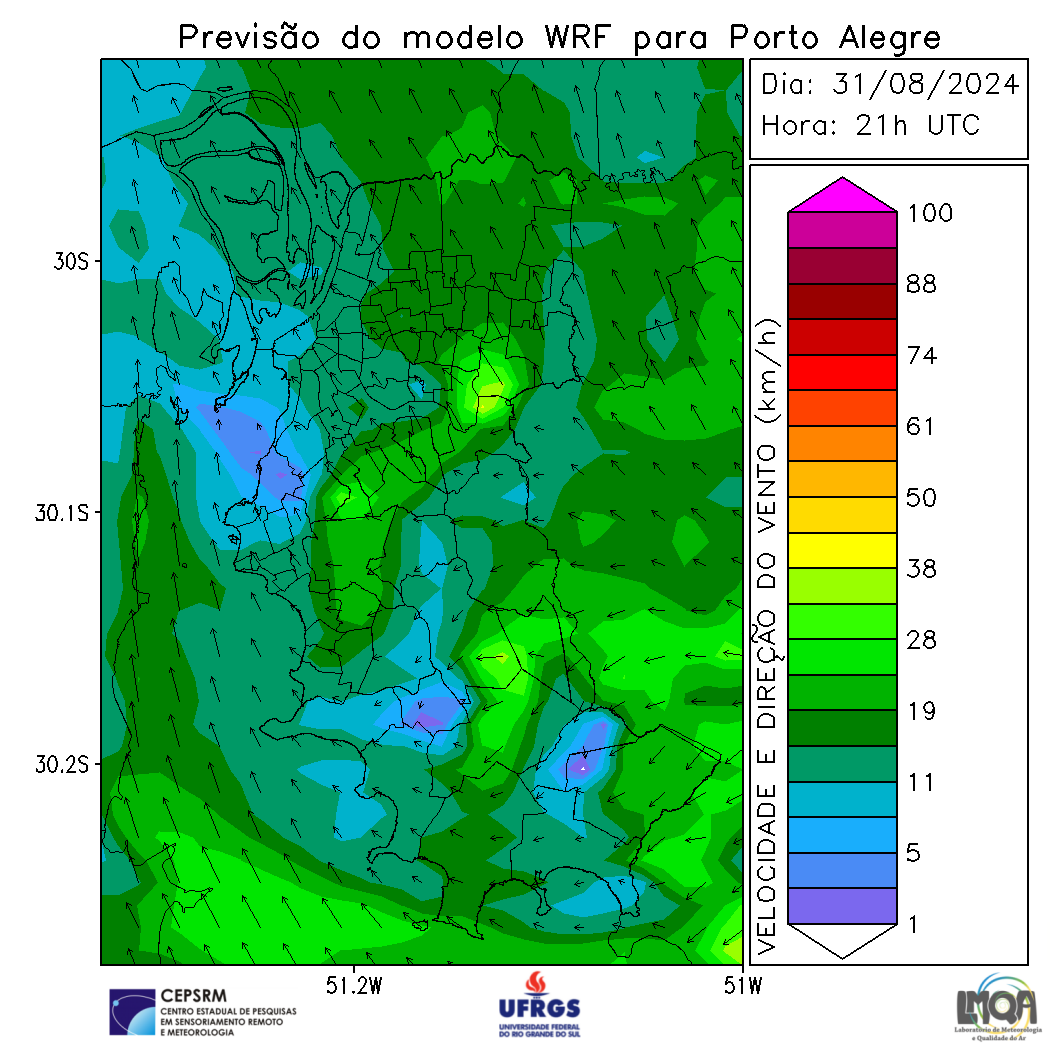 Previsão do modelo WRF para Porto Alegre
Dia: 31/08/2024
Hora: 21h UTC
30S
30.1S
30.2S
51.2W
51W
VELOCIDADE E DIREÇÃO DO VENTO (km/h)
100
88
74
61
50
38
28
19
11
5
1
CEPSRM
CENTRO ESTADUAL DE PESQUISAS
EM SENSORIAMENTO REMOTO
E METEOROLOGIA
UFRGS
UNIVERSIDADE FEDERAL
DO RIO GRANDE DO SUL
LMQA
Laboratório de Meteorologia
e Qualidade do Ar